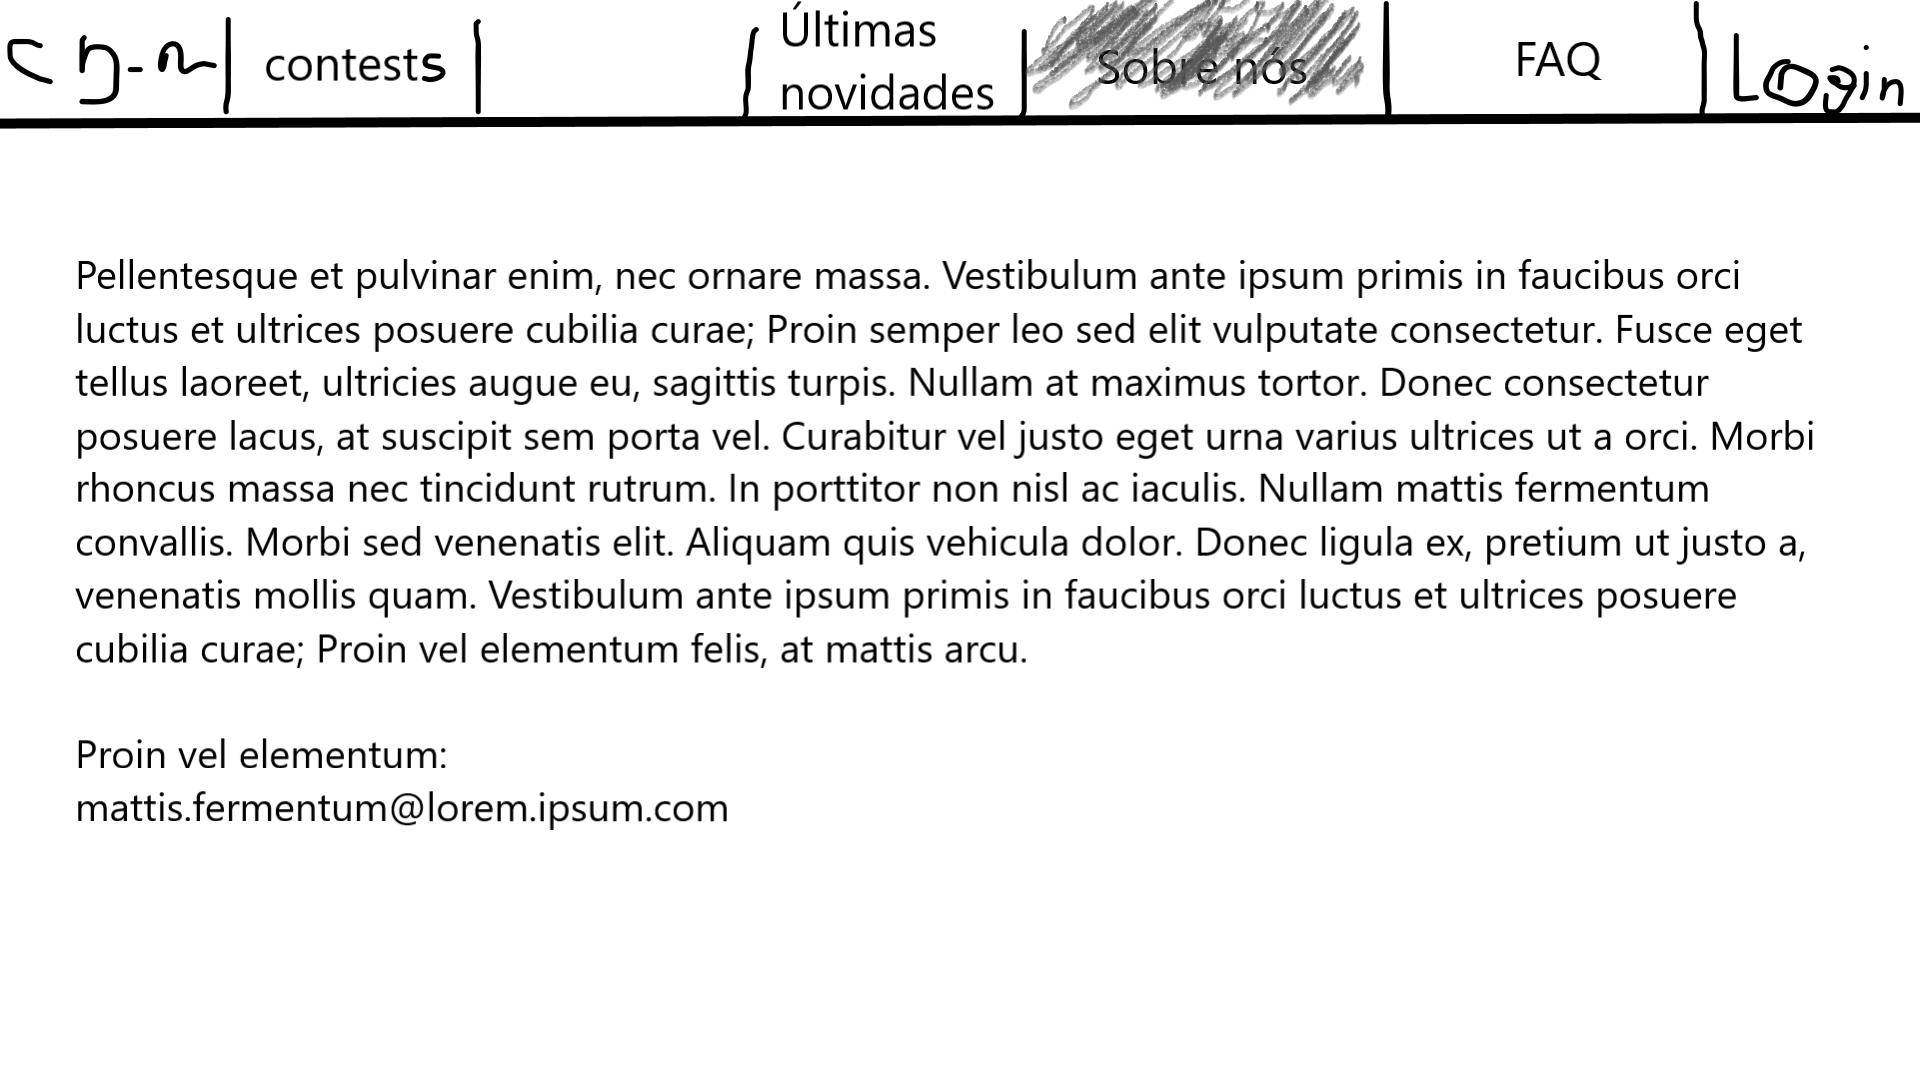 contests
Últimas
novidades
Sobre nós
FAQ
Login
Pellentesque et pulvinar enim, nec ornare massa. Vestibulum ante ipsum primis in faucibus orci
luctus et ultrices posuere cubilia curae; Proin semper leo sed elit vulputate consectetur. Fusce eget
tellus laoreet, ultricies augue eu, sagittis turpis. Nullam at maximus tortor. Donec consectetur
posuere lacus, at suscipit sem porta vel. Curabitur vel justo eget urna varius ultrices ut a orci. Morbi
rhoncus massa nec tincidunt rutrum. In porttitor non nisl ac iaculis. Nullam mattis fermentum
convallis. Morbi sed venenatis elit. Aliquam quis vehicula dolor. Donec ligula ex, pretium ut justo a,
venenatis mollis quam. Vestibulum ante ipsum primis in faucibus orci luctus et ultrices posuere
cubilia curae; Proin vel elementum felis, at mattis arcu.
Proin vel elementum:
mattis.fermentum@lorem.ipsum.com